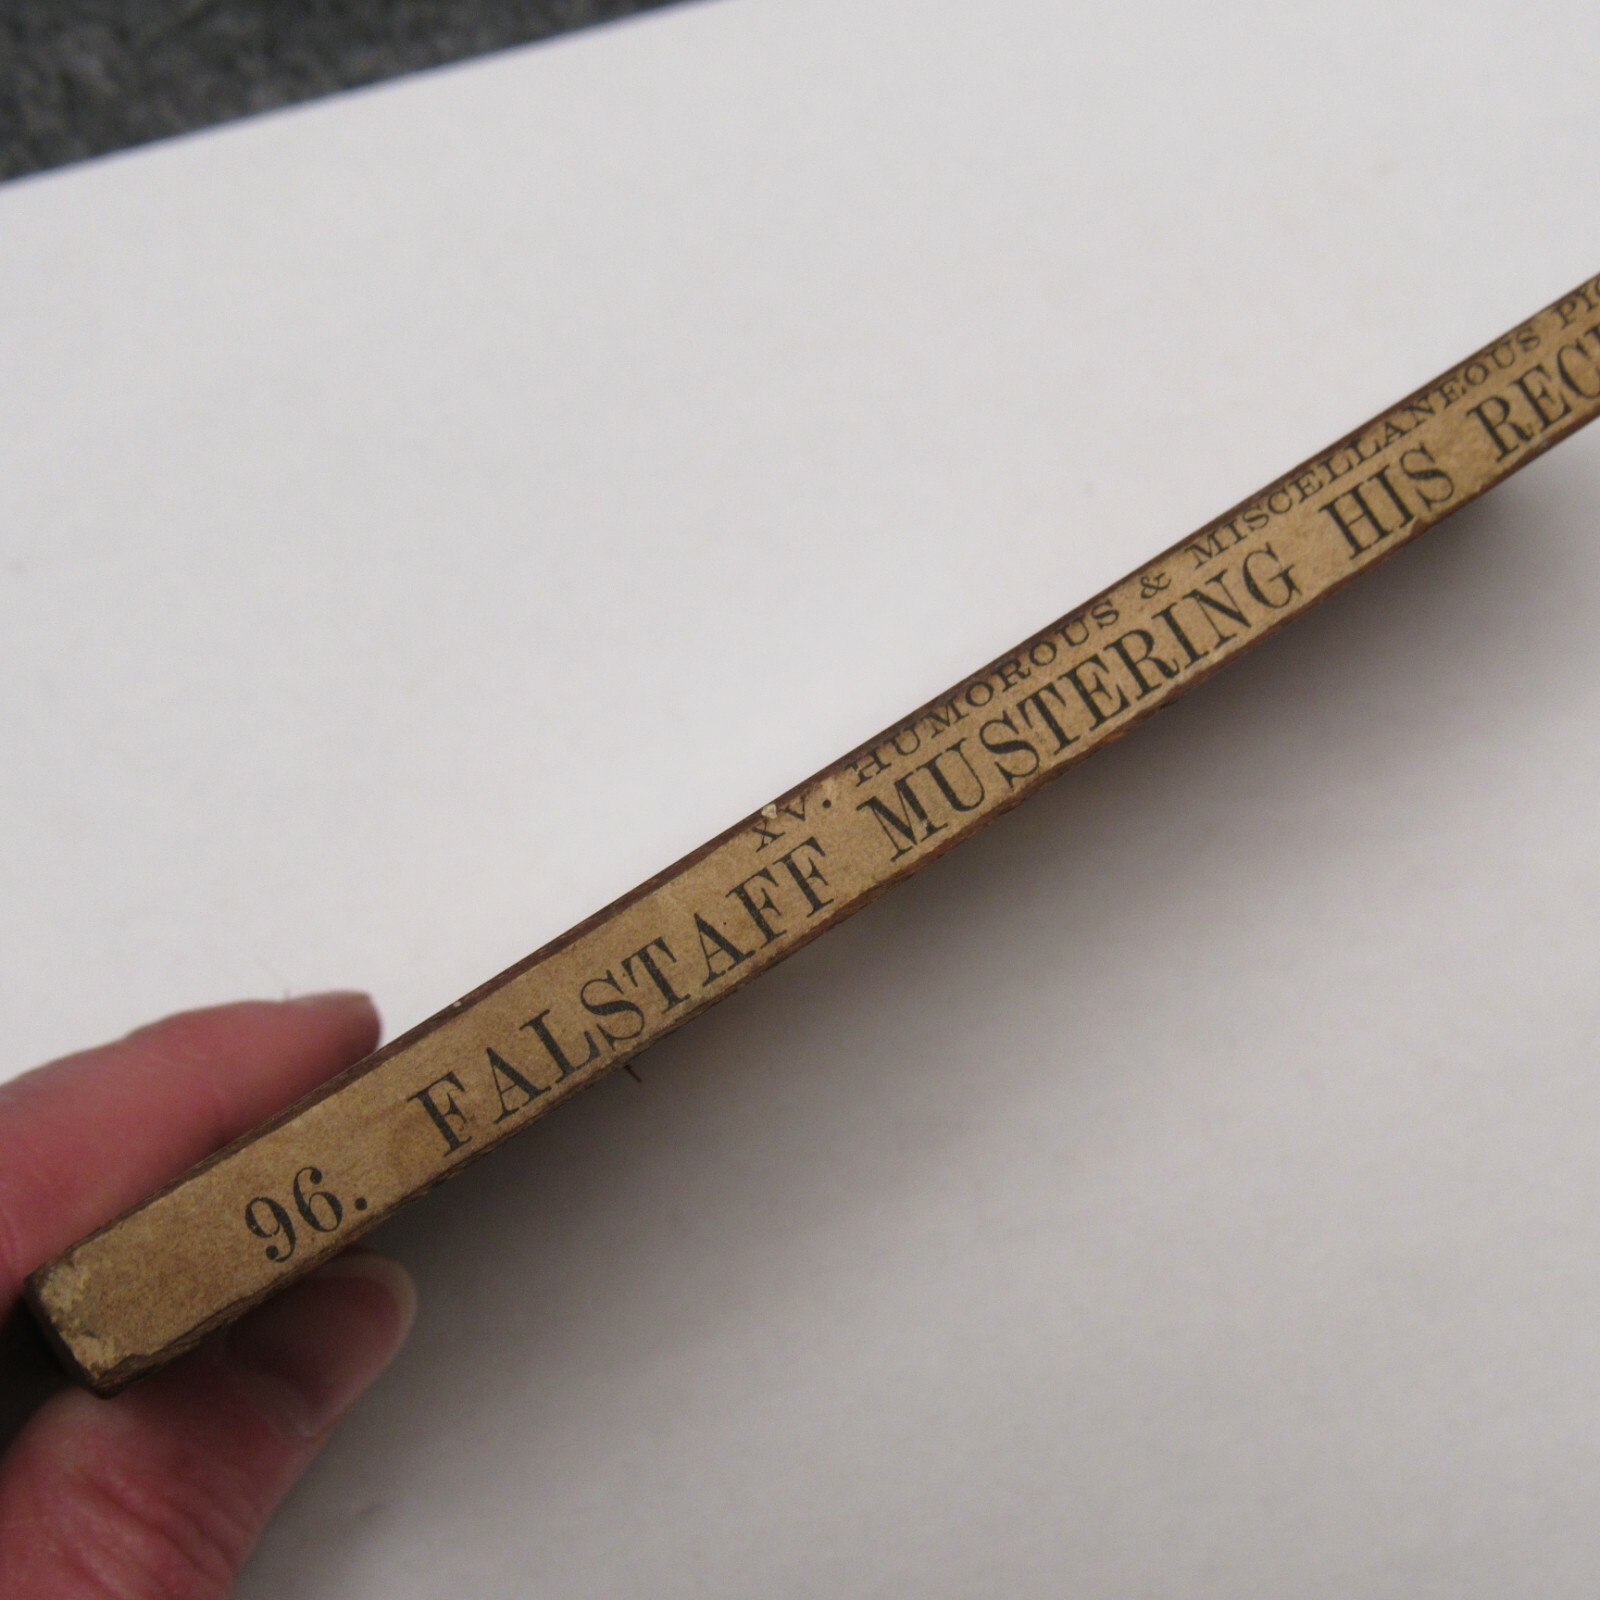 XV. HUMOROUS & MISCELLANEOUS
96. FALSTAFF MUSTERING HIS